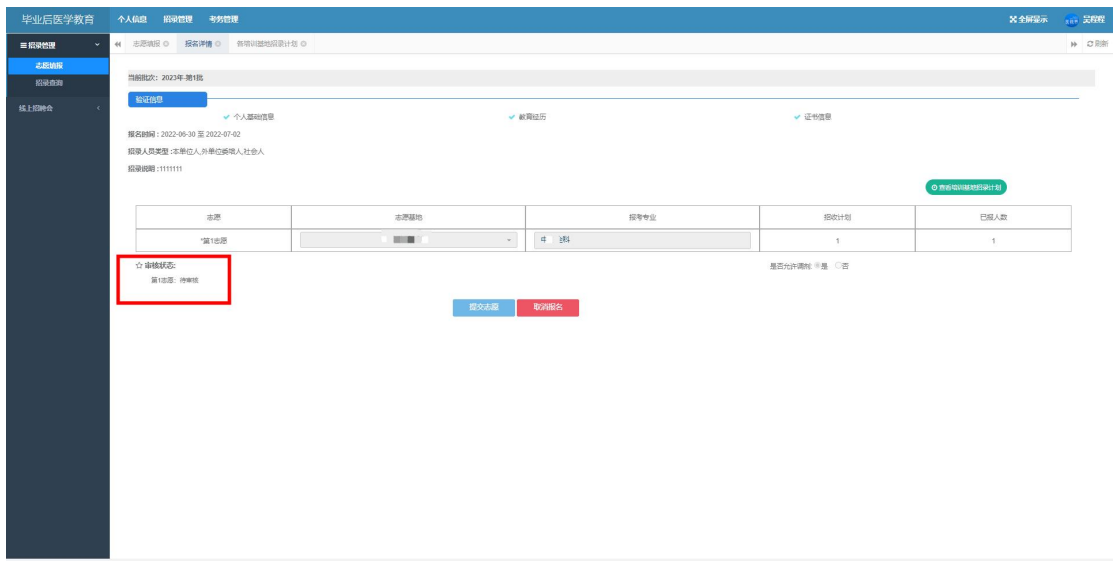 毕业后医学教育 个人信息 招录管理 考务管理 全屏显示 吴程程
招录管理 志愿填报 报名详情 各培训基地招录计划 刷新
志愿填报
招录查询
线上招聘会
当前批次：2023年-第1批
验证信息
个人基础信息 教育经历 证书信息
报名时间：2022-06-30 至 2022-07-02
招录人员类型：本单位人,外单位委培人,社会人
招录说明：1111111
查看培训基地招录计划
志愿 志愿基地 报考专业 招收计划 已报人数
*第1志愿 1 1
审核状态: 是否允许调剂: 是 否
第1志愿：待审核
提交志愿 取消报名